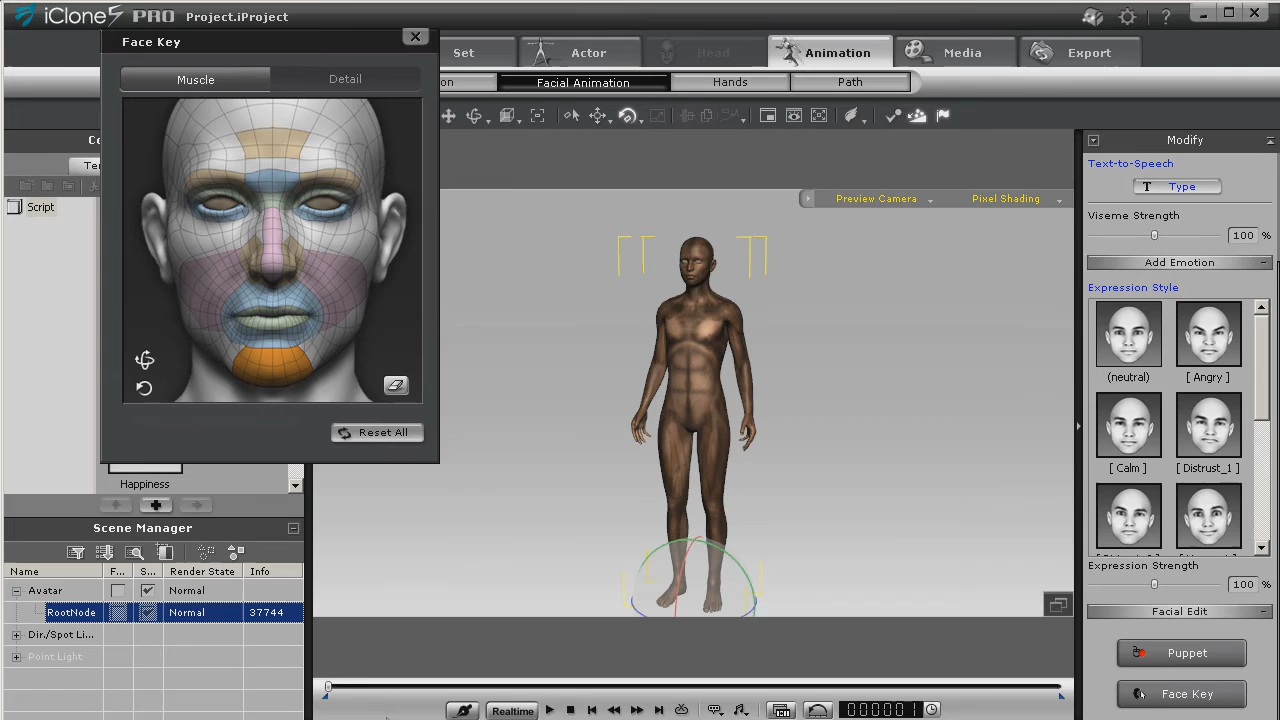 iClone5 PRO Project.iProject
?
Face Key
Set Actor Head Animation Media Export
Muscle Detail
Facial Animation Hands Path
Modify
Text-to-Speech
T Type
Script
Preview Camera Pixel Shading
Viseme Strength
100 %
Add Emotion
Expression Style
(neutral) [ Angry ]
Reset All
[ Calm ] [ Distrust_1 ]
Happiness
Scene Manager
Name F... S... Render State Info
Avatar Normal
Expression Strength
100 %
RootNode Normal 37744
Facial Edit
Dir./Spot Li...
Point Light
Puppet
Face Key
Realtime 000001